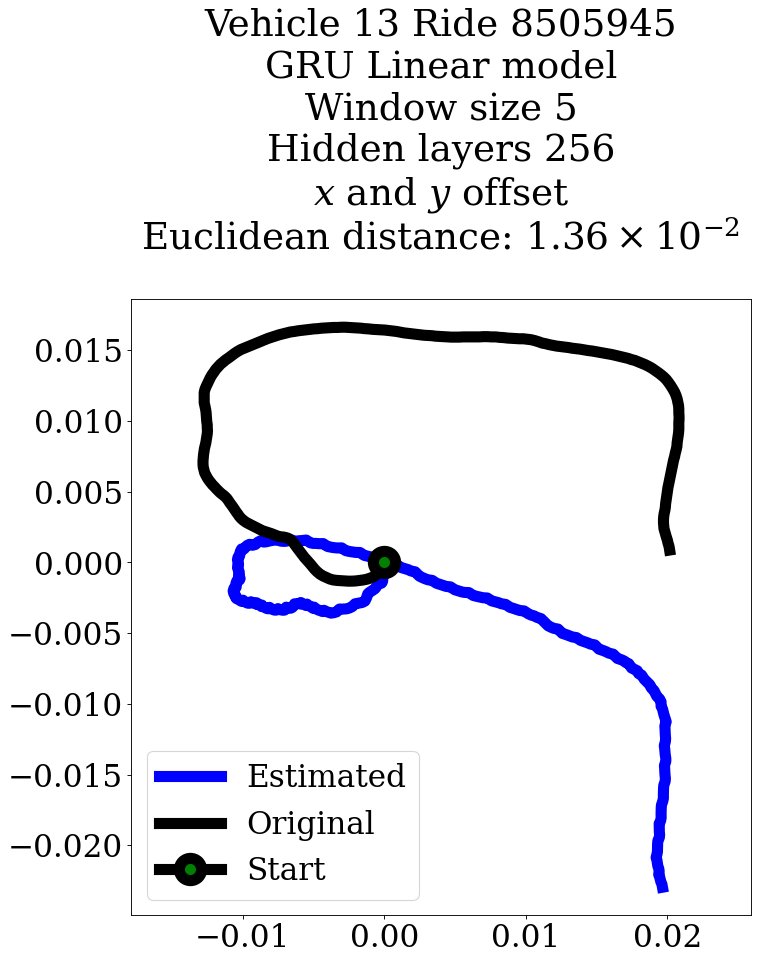 Vehicle 13 Ride 8505945
GRU Linear model
Window size 5
Hidden layers 256
x and y offset
Euclidean distance: 1.36 × 10⁻²
0.015
0.010
0.005
0.000
−0.005
−0.010
−0.015
−0.020
Estimated
Original
Start
−0.01 0.00 0.01 0.02